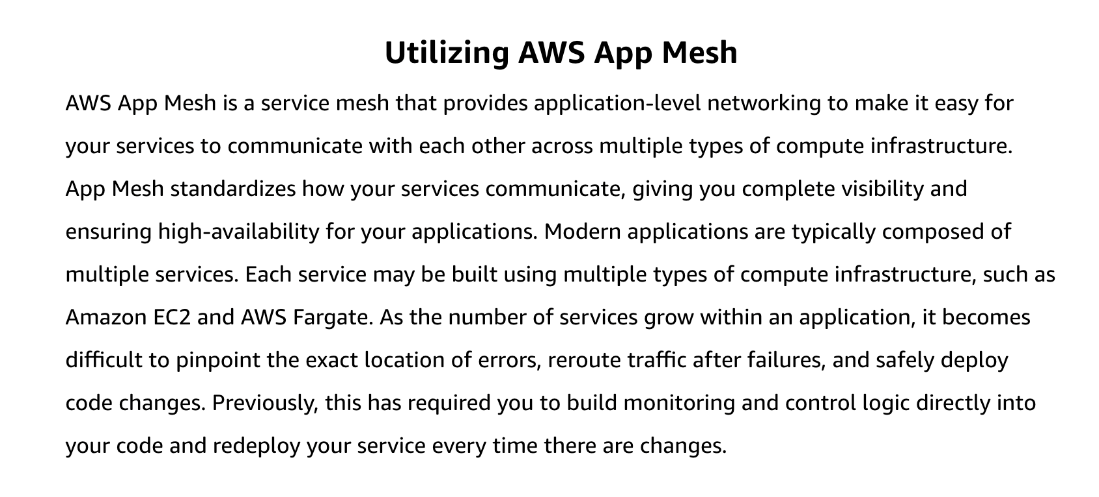 Utilizing AWS App Mesh
AWS App Mesh is a service mesh that provides application-level networking to make it easy for
your services to communicate with each other across multiple types of compute infrastructure.
App Mesh standardizes how your services communicate, giving you complete visibility and
ensuring high-availability for your applications. Modern applications are typically composed of
multiple services. Each service may be built using multiple types of compute infrastructure, such as
Amazon EC2 and AWS Fargate. As the number of services grow within an application, it becomes
difficult to pinpoint the exact location of errors, reroute traffic after failures, and safely deploy
code changes. Previously, this has required you to build monitoring and control logic directly into
your code and redeploy your service every time there are changes.